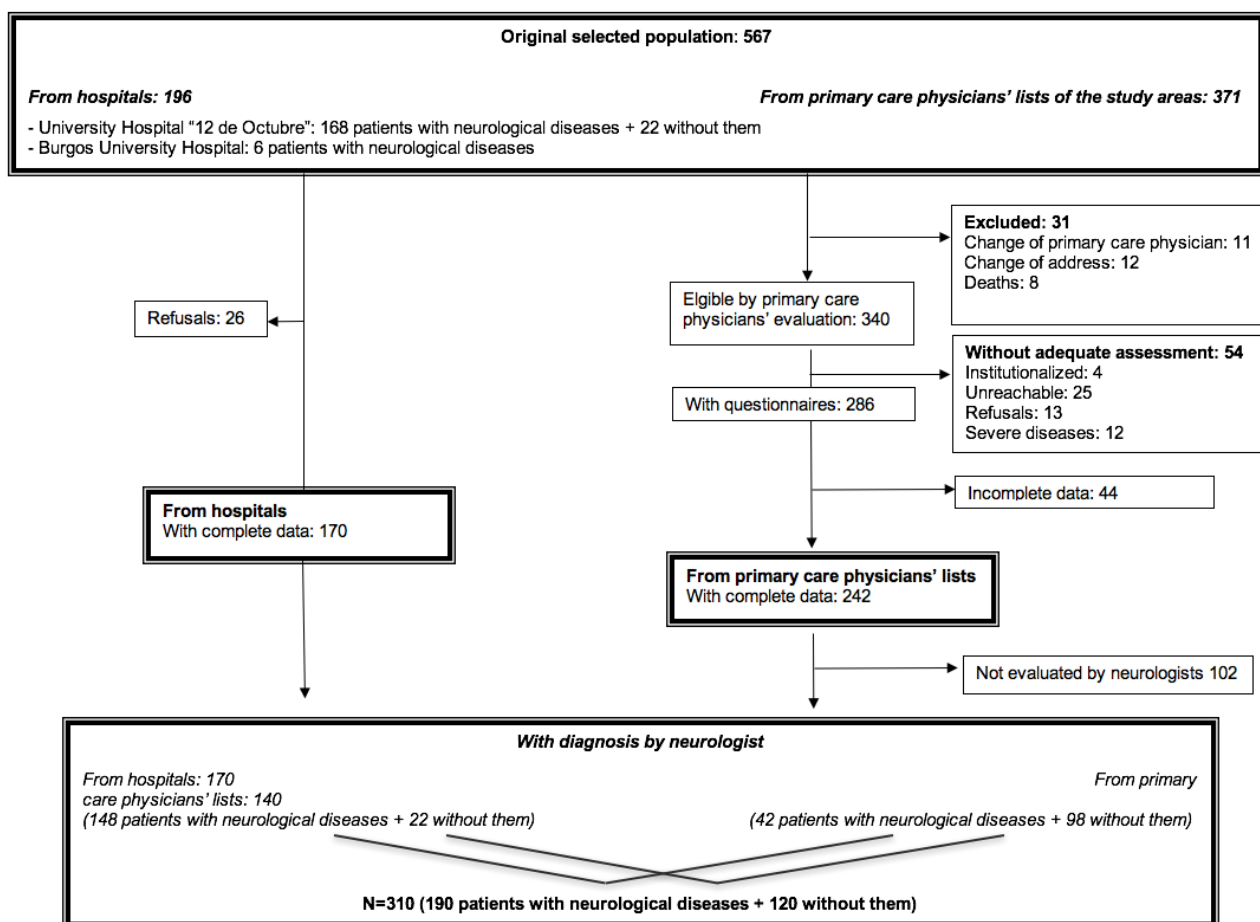 Original selected population: 567
From hospitals: 196
From primary care physicians' lists of the study areas: 371
- University Hospital "12 de Octubre": 168 patients with neurological diseases + 22 without them
- Burgos University Hospital: 6 patients with neurological diseases
Excluded: 31
Change of primary care physician: 11
Change of address: 12
Deaths: 8
Refusals: 26
Elgible by primary care
physicians' evaluation: 340
Without adequate assessment: 54
Institutionalized: 4
Unreachable: 25
Refusals: 13
Severe diseases: 12
With questionnaires: 286
Incomplete data: 44
From hospitals
With complete data: 170
From primary care physicians' lists
With complete data: 242
Not evaluated by neurologists 102
With diagnosis by neurologist
From hospitals: 170
From primary
care physicians' lists: 140
(148 patients with neurological diseases + 22 without them)
(42 patients with neurological diseases + 98 without them)
N=310 (190 patients with neurological diseases + 120 without them)